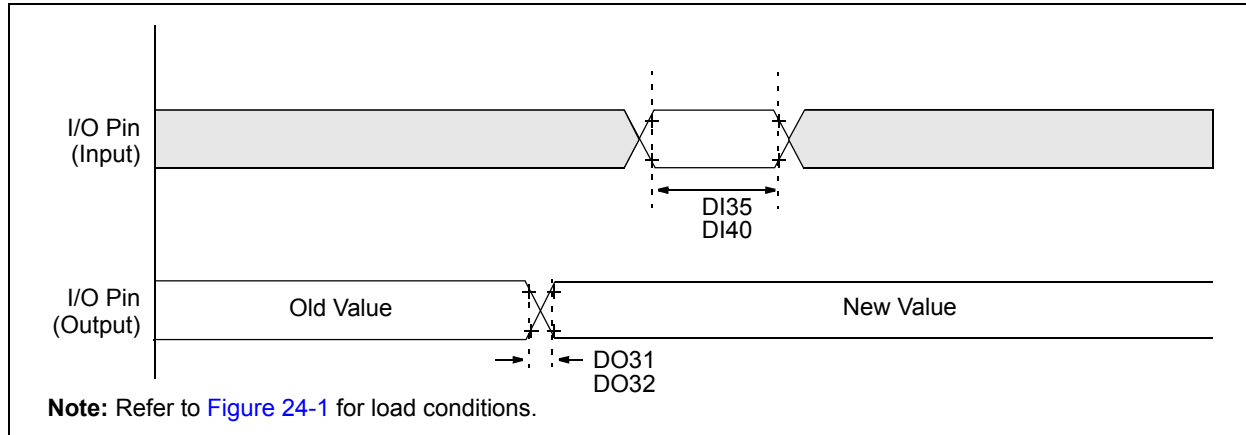 I/O Pin
(Input)
DI35
DI40
I/O Pin
(Output)
Old Value
New Value
DO31
DO32
Note: Refer to Figure 24-1 for load conditions.